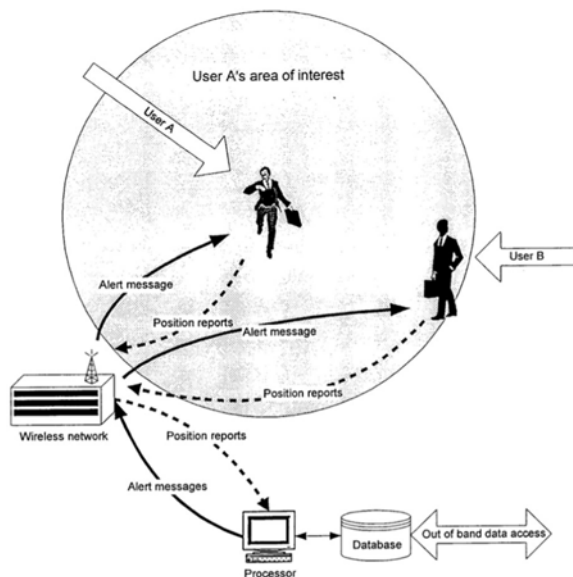 User A's area of interest
User A
User B
Alert message
Position reports
Alert message
Position reports
Wireless network
Position reports
Alert messages
Processor
Database
Out of band data access